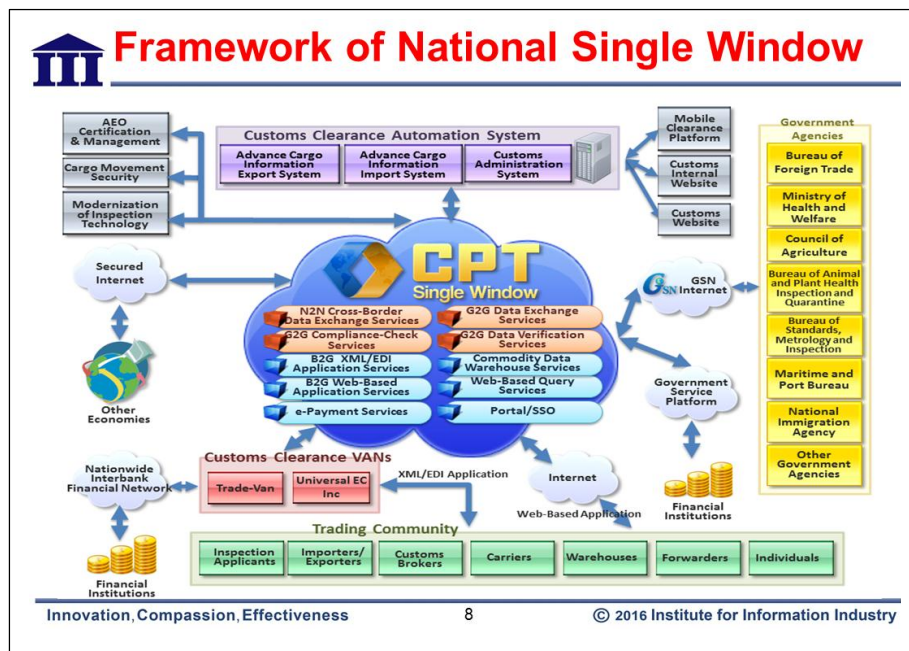 Framework of National Single Window
AEO
Certification
& Management
Cargo Movement
Security
Modernization
of Inspection
Technology
Customs Clearance Automation System
Advance Cargo
Information
Export System
Advance Cargo
Information
Import System
Customs
Administration
System
Mobile
Clearance
Platform
Customs
Internal
Website
Customs
Website
Government
Agencies
Bureau of
Foreign Trade
Ministry of
Health and
Welfare
Council of
Agriculture
Bureau of Animal
and Plant Health
Inspection and
Quarantine
Bureau of
Standards,
Metrology and
Inspection
Maritime and
Port Bureau
National
Immigration
Agency
Other
Government
Agencies
Secured
Internet
Other
Economies
CPT
Single Window
N2N Cross-Border
Data Exchange Services
G2G Compliance-Check
Services
B2G XML/EDI
Application Services
B2G Web-Based
Application Services
e-Payment Services
G2G Data Exchange
Services
G2G Data Verification
Services
Commodity Data
Warehouse Services
Web-Based Query
Services
Portal/SSO
GSN
GSN
Internet
Government
Service
Platform
Financial
Institutions
Customs Clearance VANs
Trade-Van
Universal EC
Inc
XML/EDI Application
Nationwide
Interbank
Financial Network
Financial
Institutions
Internet
Web-Based Application
Trading Community
Inspection
Applicants
Importers/
Exporters
Customs
Brokers
Carriers
Warehouses
Forwarders
Individuals
Innovation,Compassion,Effectiveness
8
© 2016 Institute for Information Industry